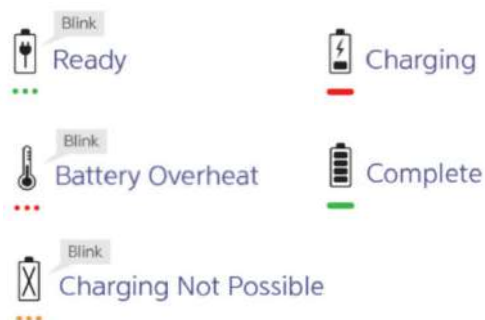 Blink
Ready
Charging
Blink
Battery Overheat
Complete
Blink
Charging Not Possible